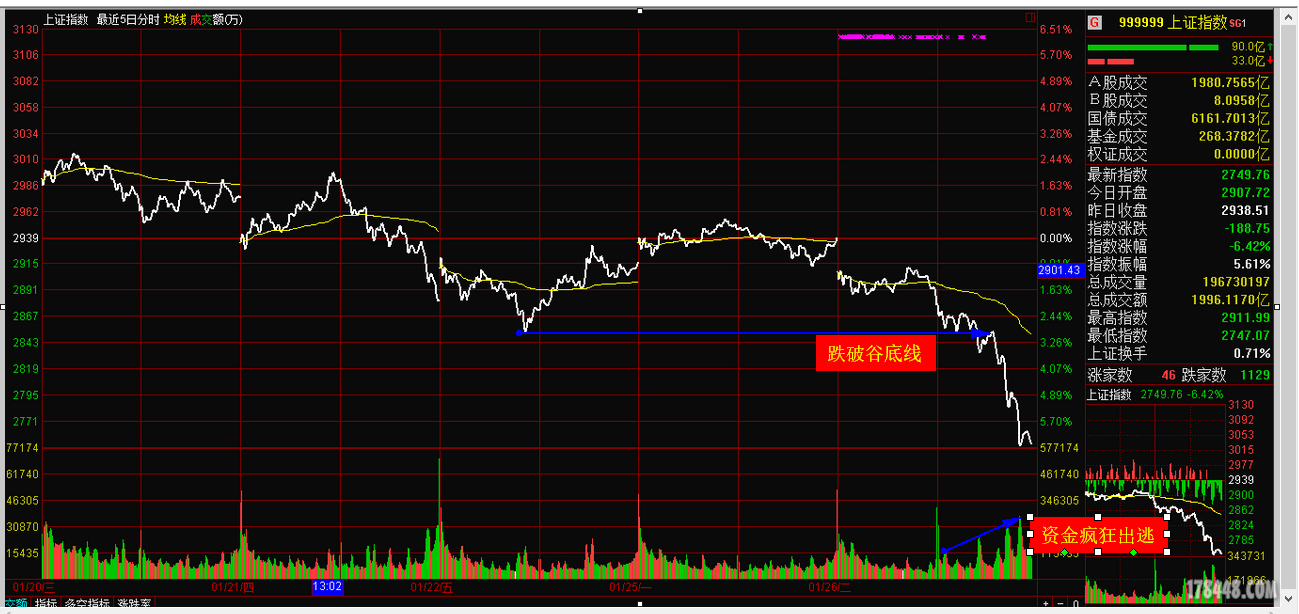 上证指数 最近5日分时 均线 成交额(万)
3130
3106
3082
3058
3034
3010
2986
2962
2939
2915
2891
2867
2843
2819
2795
2771
77174
61740
46305
30870
15435
6.51%
5.70%
4.89%
4.07%
3.26%
2.44%
1.63%
0.81%
0.00%
2901.43
1.63%
2.44%
3.26%
4.07%
4.89%
5.70%
577174
461740
346305
跌破谷底线
资金疯狂出逃
01/20/三
01/21/四
13:02
01/22/五
01/25/一
01/26/二
交额 指标 多空指标 涨跌率
+ - 0
G 999999 上证指数 SG1
90.0亿↑
33.0亿↓
A股成交 1980.7565亿
B股成交 8.0958亿
国债成交 6161.7013亿
基金成交 268.3782亿
权证成交 0.0000亿
最新指数 2749.76
今日开盘 2907.72
昨日收盘 2938.51
指数涨跌 -188.75
指数涨幅 -6.42%
指数振幅 5.61%
总成交量 196730197
总成交额 1996.1170亿
最高指数 2911.99
最低指数 2747.07
上证换手 0.71%
涨家数 46 跌家数 1129
上证指数 2749.76 -6.42%
3130
3092
3053
3015
2977
2939
2900
2862
2824
2785
343731
178448.COM